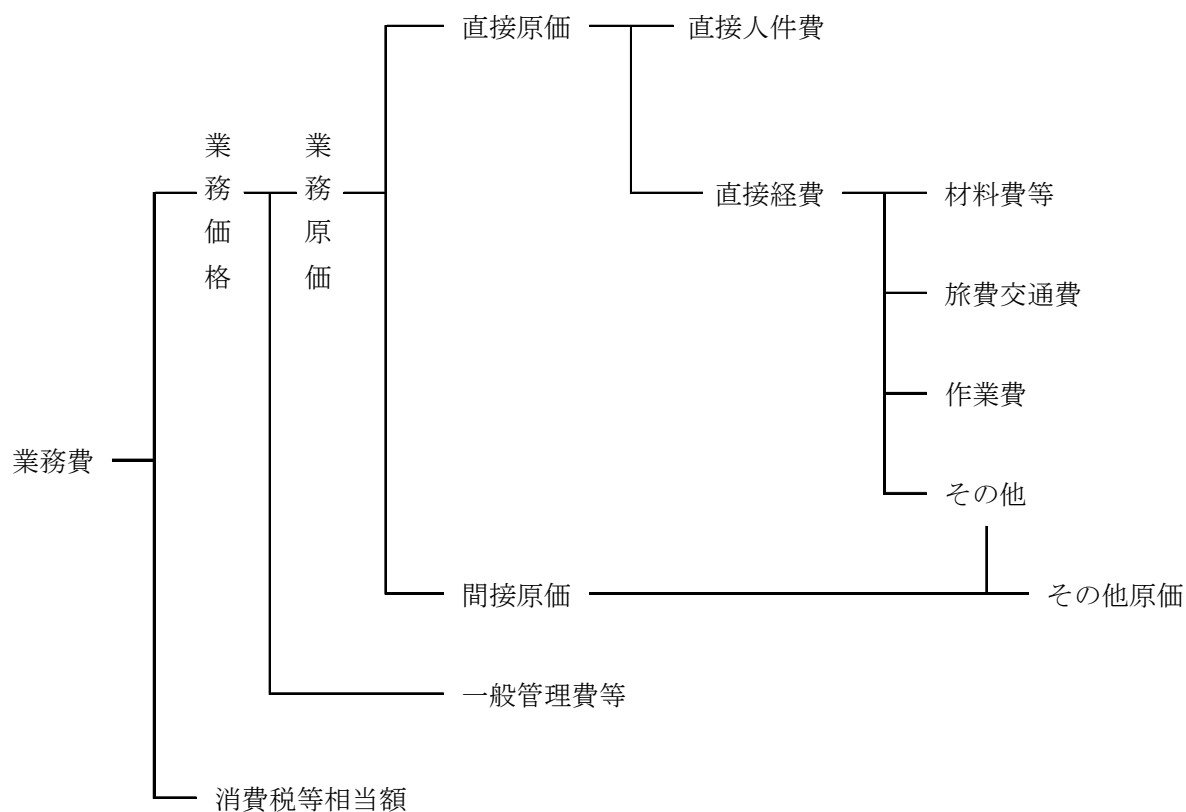 直接原価
直接人件費
業務価格
業務原価
直接経費
材料費等
旅費交通費
作業費
業務費
その他
間接原価
その他原価
一般管理費等
消費税等相当額